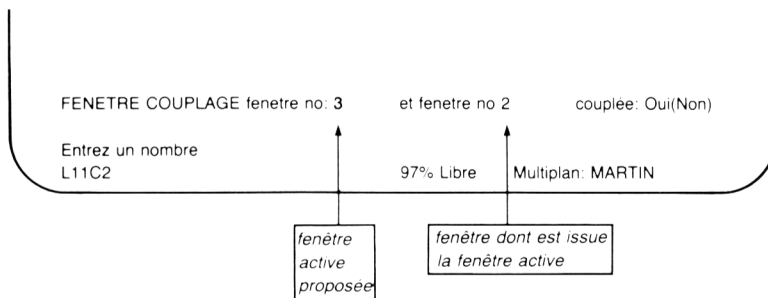 FENETRE COUPLAGE fenetre no: 3 et fenetre no 2 couplée: Oui(Non)
Entrez un nombre
L11C2 97% Libre Multiplan: MARTIN
fenêtre
active
proposée
fenêtre dont est issue
la fenêtre active